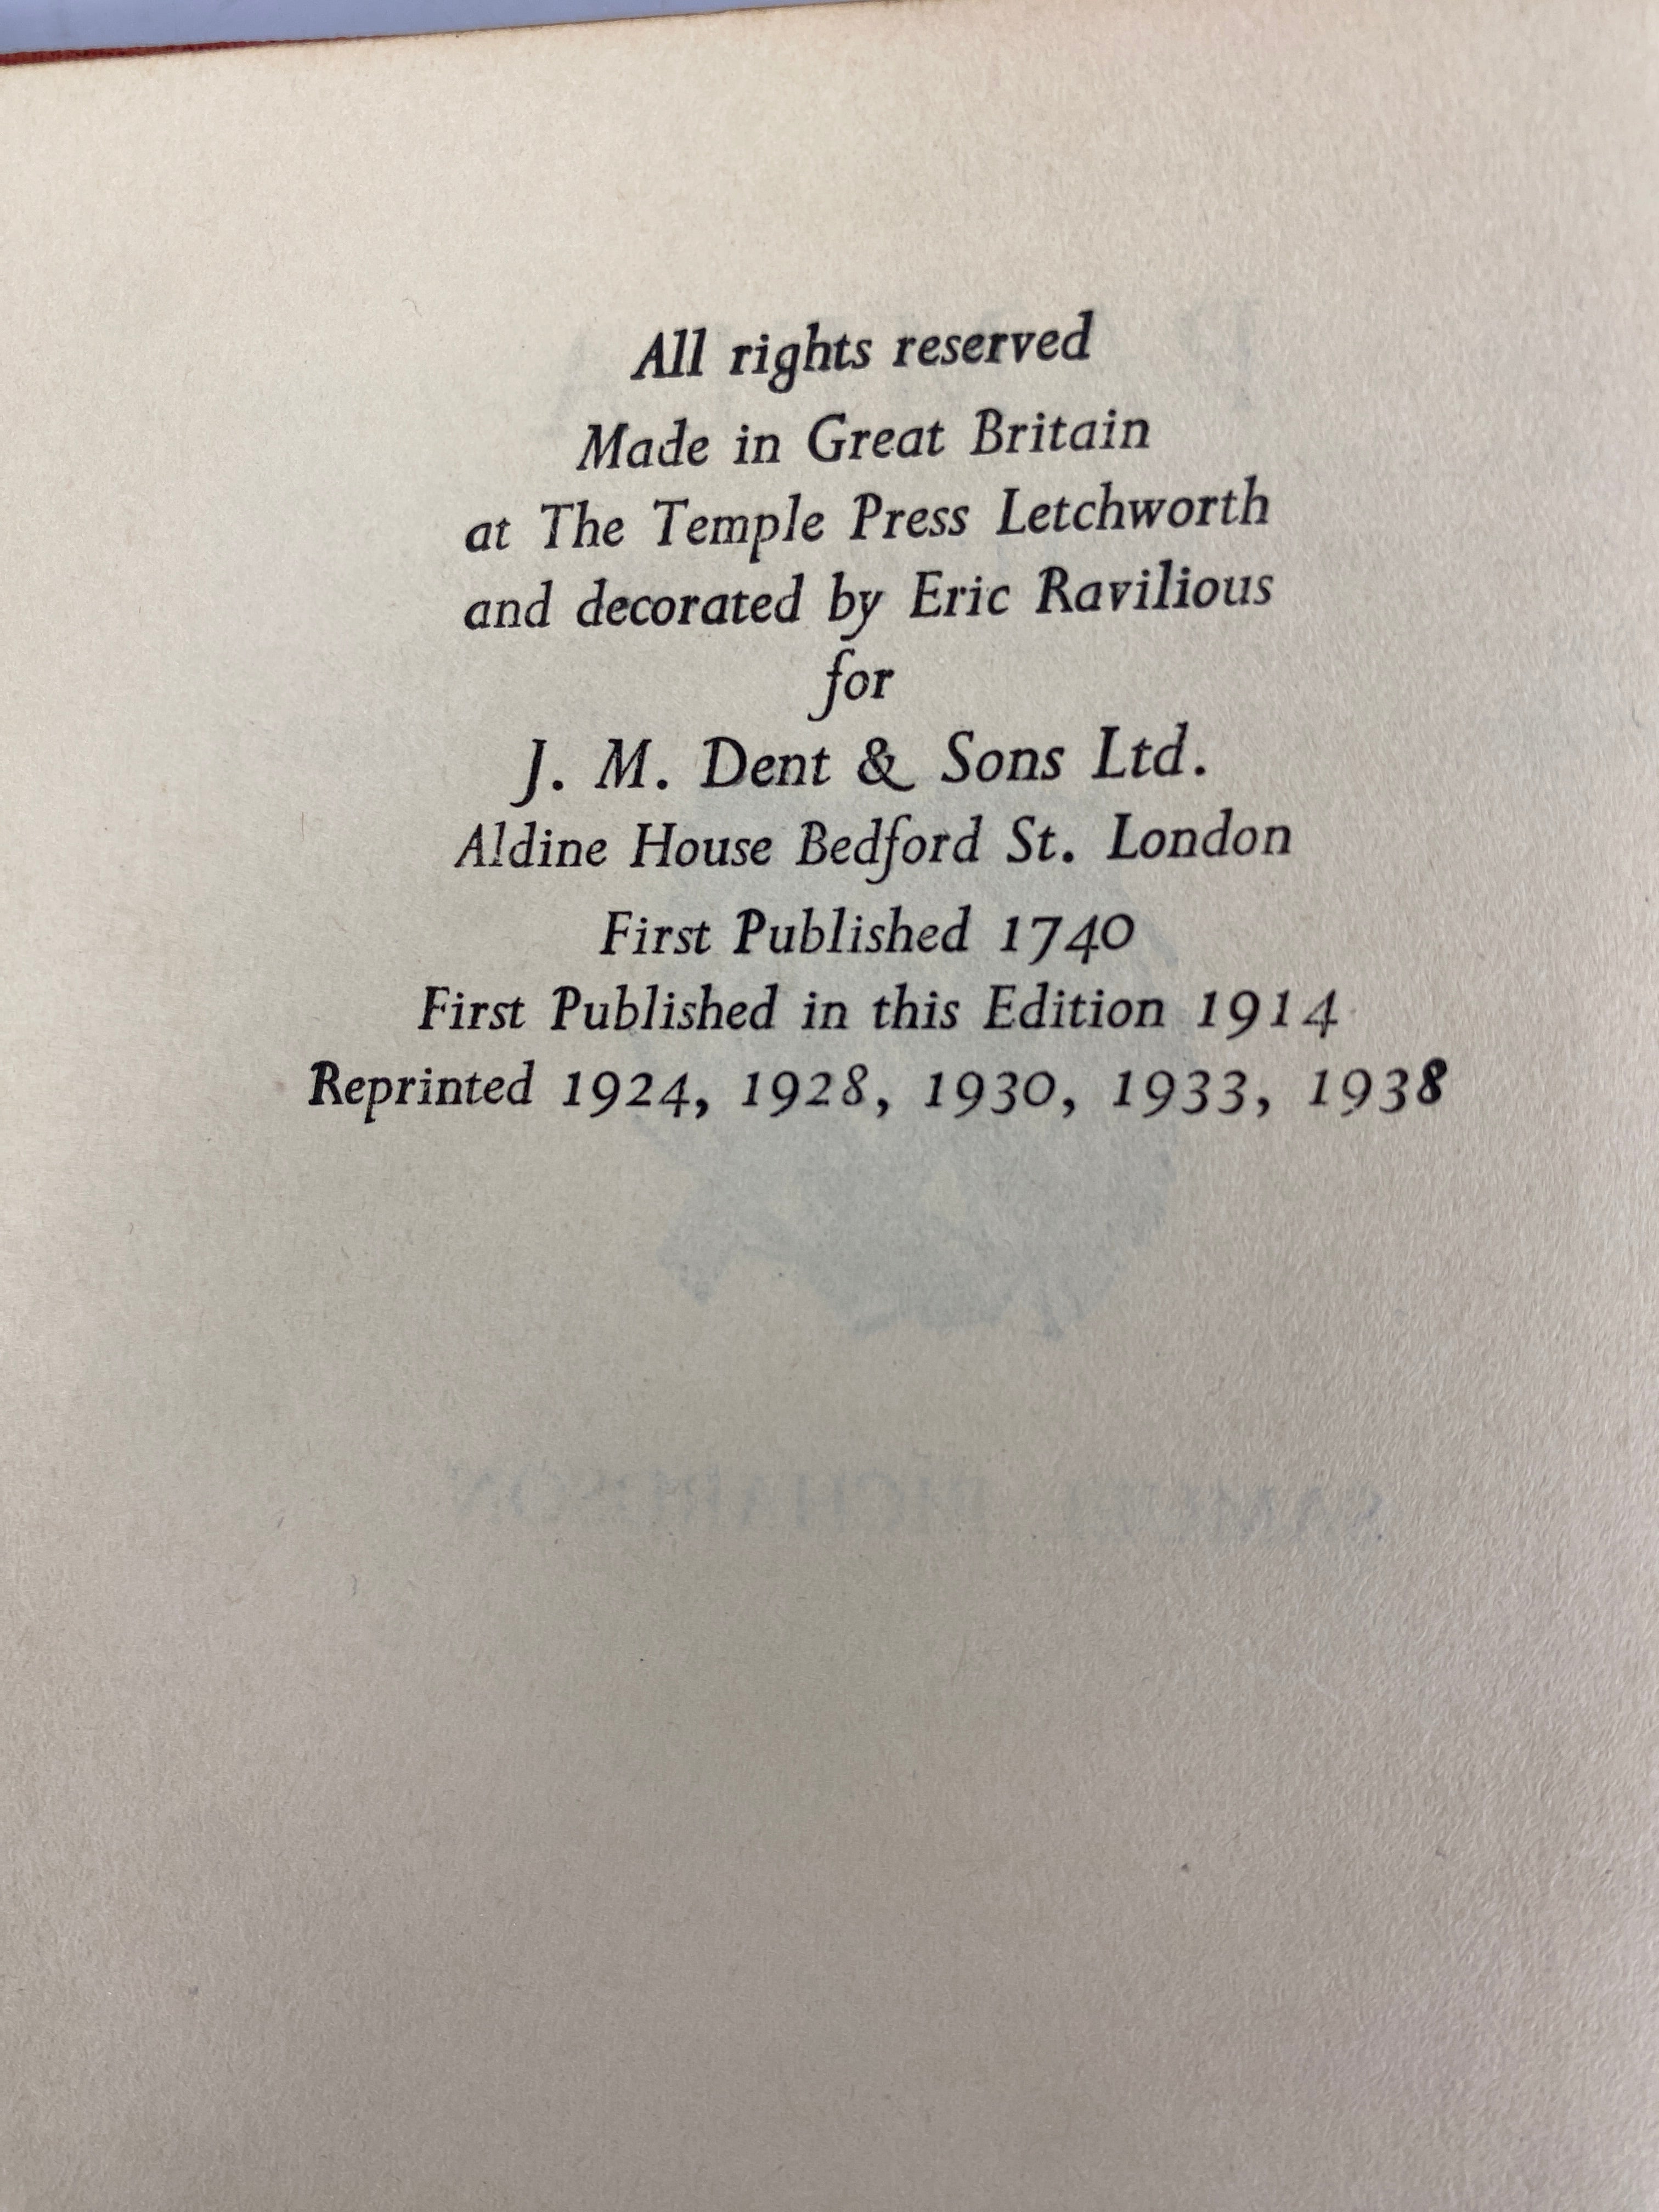 All rights reserved
Made in Great Britain
at The Temple Press Letchworth
and decorated by Eric Ravilious
for
J. M. Dent & Sons Ltd.
Aldine House Bedford St. London
First Published 1740
First Published in this Edition 1914
Reprinted 1924, 1928, 1930, 1933, 1938
SAMUEL RICHARDSON